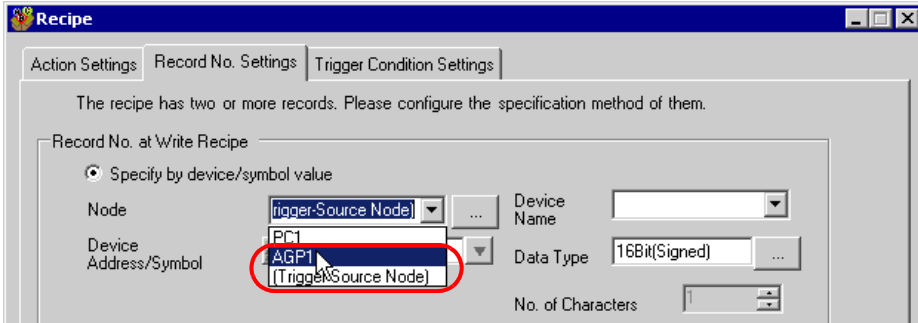 Recipe
Action Settings Record No. Settings Trigger Condition Settings
The recipe has two or more records. Please configure the specification method of them.
Record No. at Write Recipe
Specify by device/symbol value
Node rigger-Source Node) ... Device Name
PC1
AGP1
(Trigger-Source Node)
Device Address/Symbol Data Type 16Bit(Signed) ...
No. of Characters 1